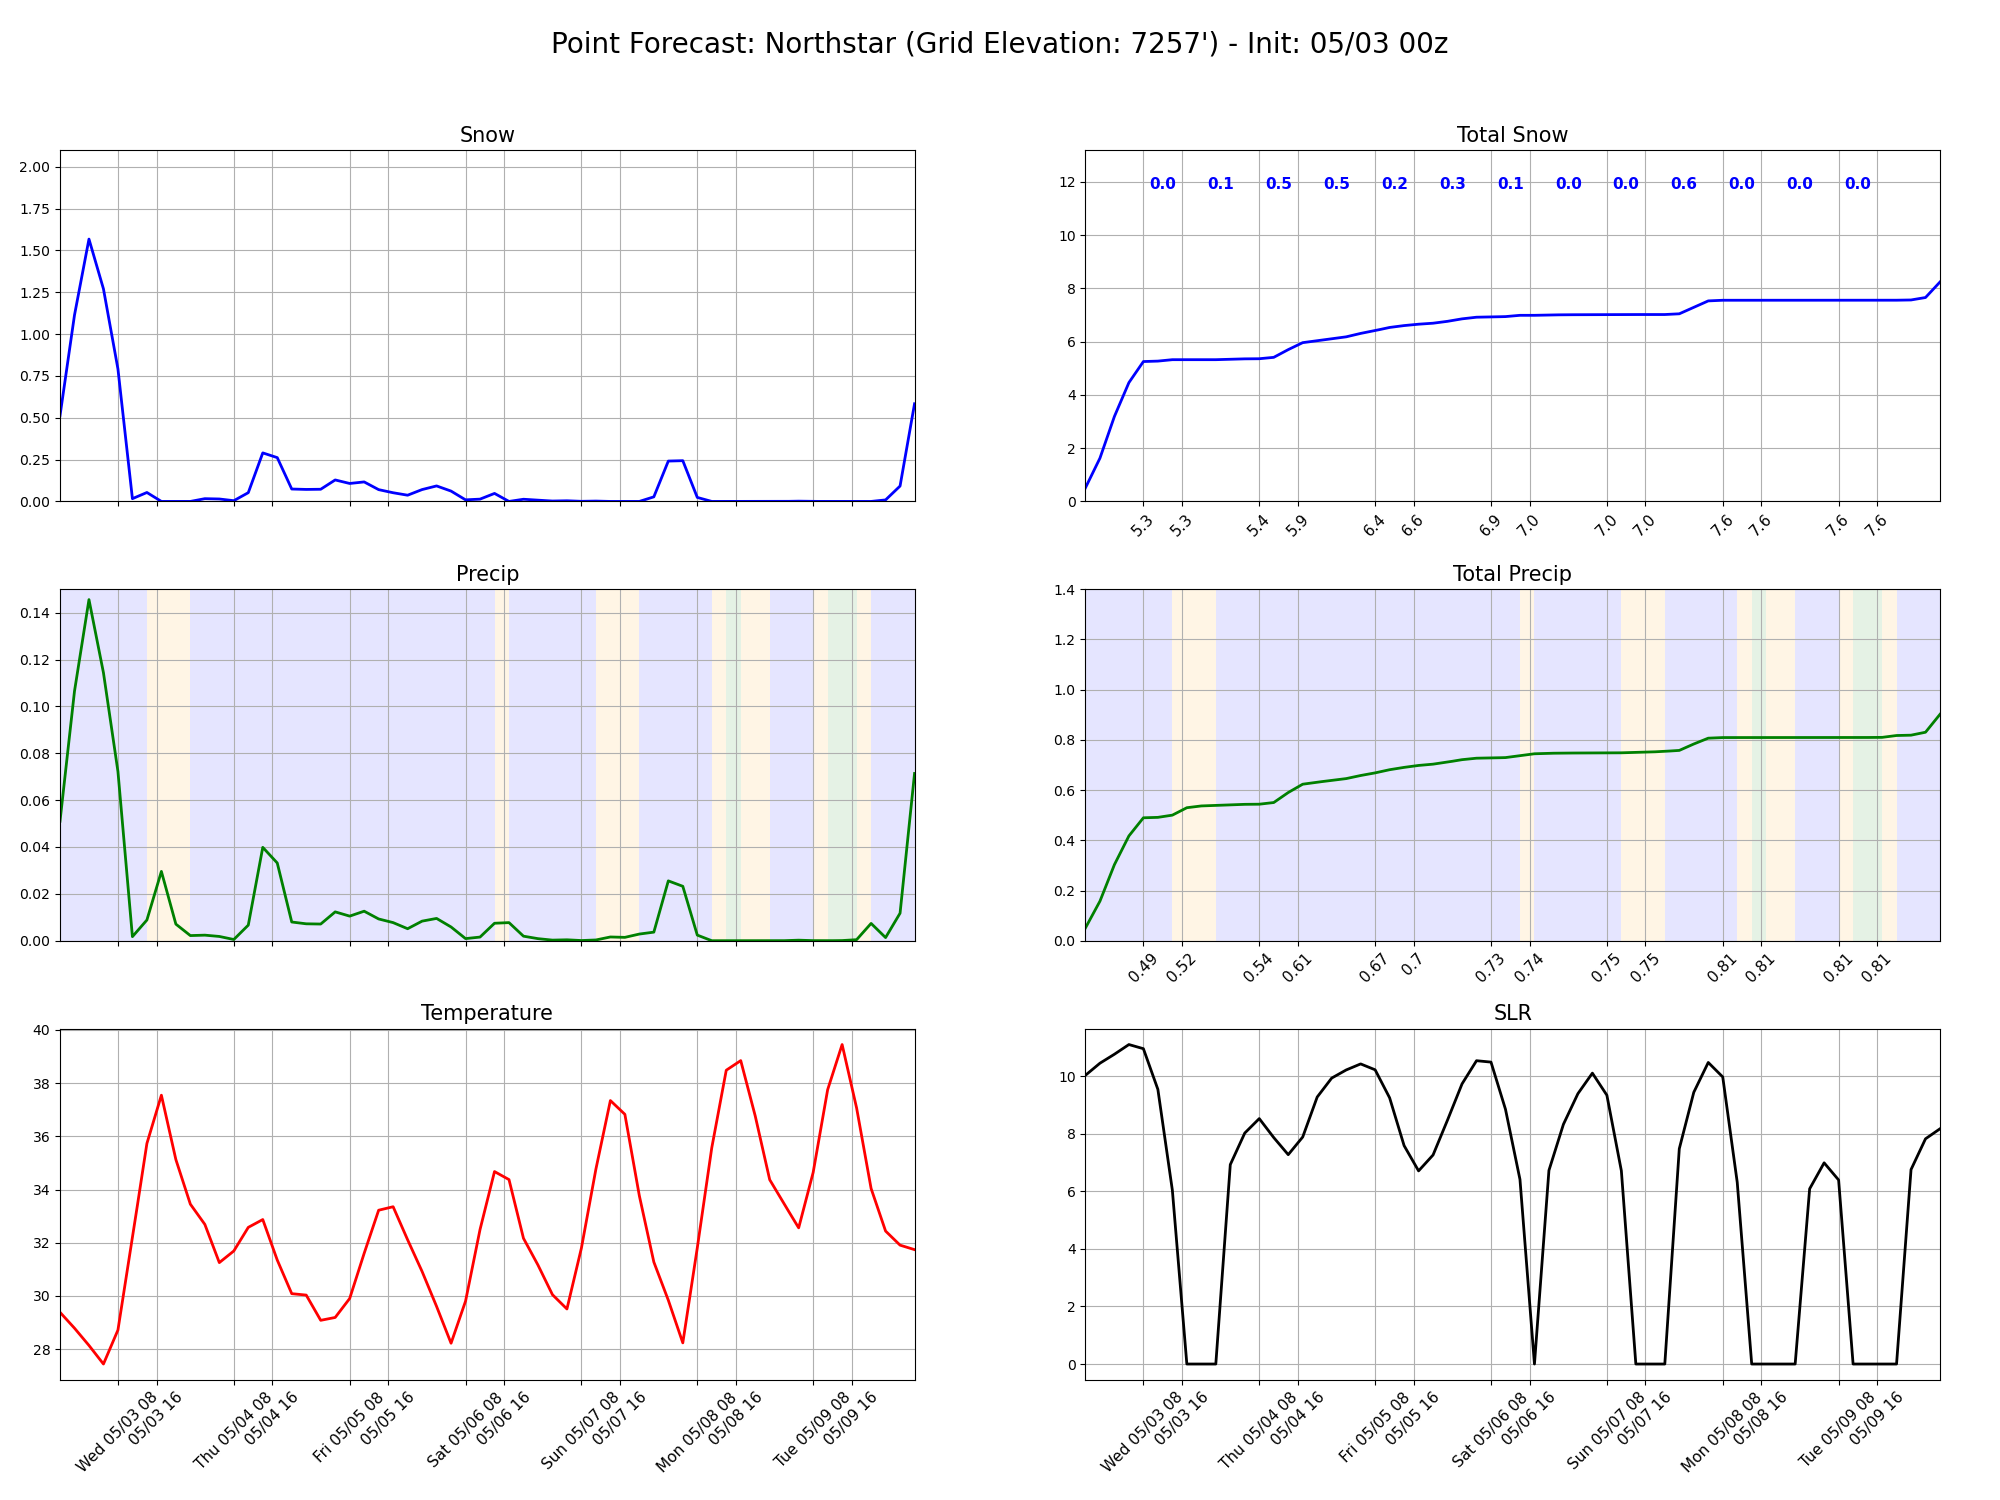 Point Forecast: Northstar (Grid Elevation: 7257') - Init: 05/03 00z
Snow
2.00
1.75
1.50
1.25
1.00
0.75
0.50
0.25
0.00
Total Snow
0.0 0.1 0.5 0.5 0.2 0.3 0.1 0.0 0.0 0.6 0.0 0.0 0.0
12
10
8
6
4
2
0
5.3 5.3 5.4 5.9 6.4 6.6 6.9 7.0 7.0 7.0 7.6 7.6 7.6 7.6
Precip
0.14
0.12
0.10
0.08
0.06
0.04
0.02
0.00
Total Precip
1.4
1.2
1.0
0.8
0.6
0.4
0.2
0.0
0.49 0.52 0.54 0.61 0.67 0.7 0.73 0.74 0.75 0.75 0.81 0.81 0.81 0.81
Temperature
40
38
36
34
32
30
28
Wed 05/03 08
05/03 16
Thu 05/04 08
05/04 16
Fri 05/05 08
05/05 16
Sat 05/06 08
05/06 16
Sun 05/07 08
05/07 16
Mon 05/08 08
05/08 16
Tue 05/09 08
05/09 16
SLR
10
8
6
4
2
0
Wed 05/03 08
05/03 16
Thu 05/04 08
05/04 16
Fri 05/05 08
05/05 16
Sat 05/06 08
05/06 16
Sun 05/07 08
05/07 16
Mon 05/08 08
05/08 16
Tue 05/09 08
05/09 16